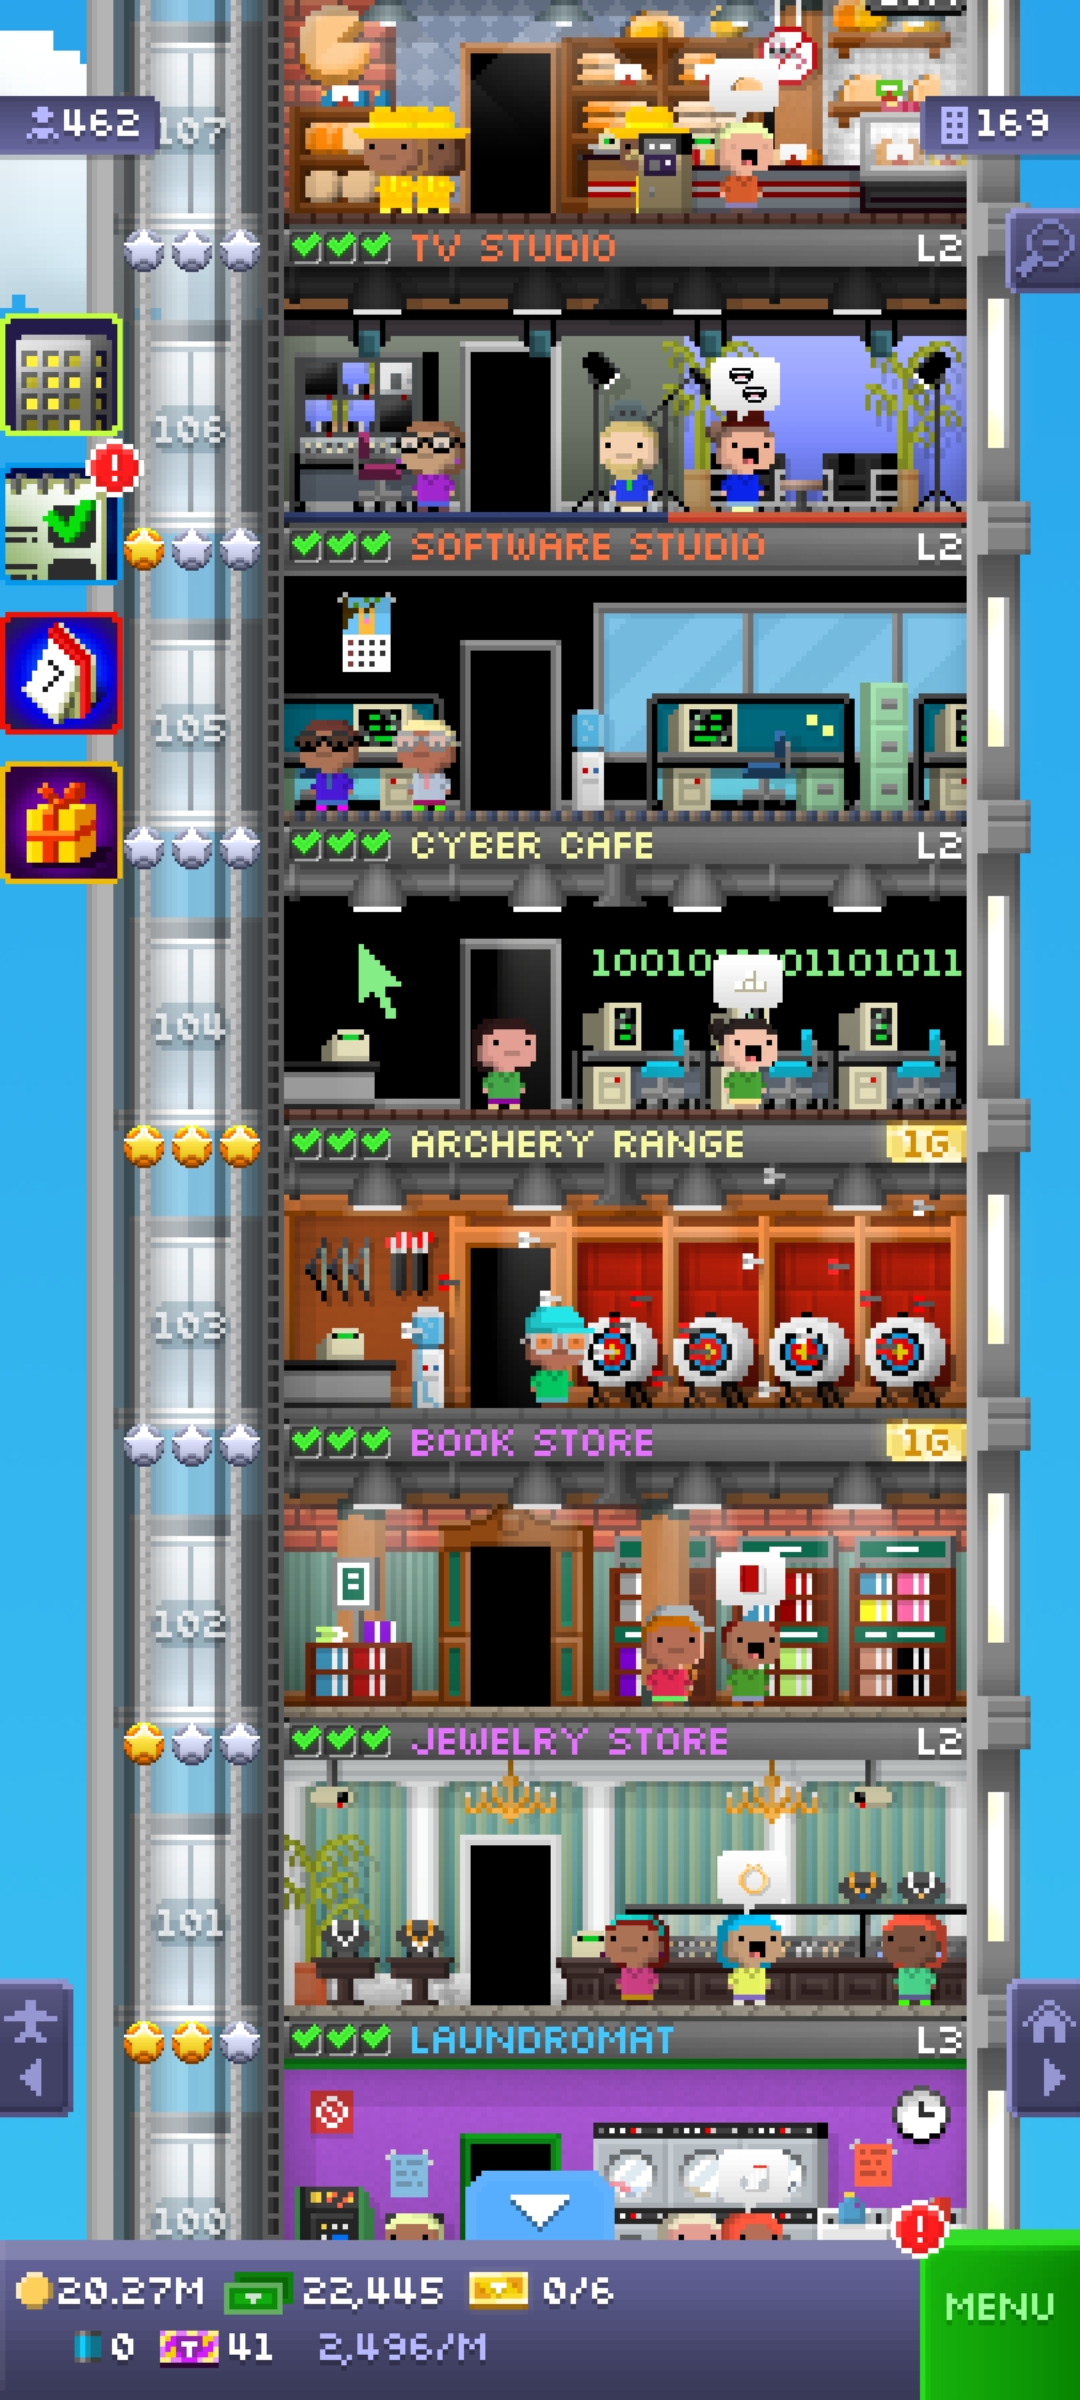 462
107
169
TV STUDIO
L2
106
SOFTWARE STUDIO
L2
7
105
CYBER CAFE
L2
104
ARCHERY RANGE
1G
103
BOOK STORE
1G
8
102
JEWELRY STORE
L2
101
LAUNDROMAT
L3
100
20.27M
22,445
0/6
MENU
0
T
41
2,496/M